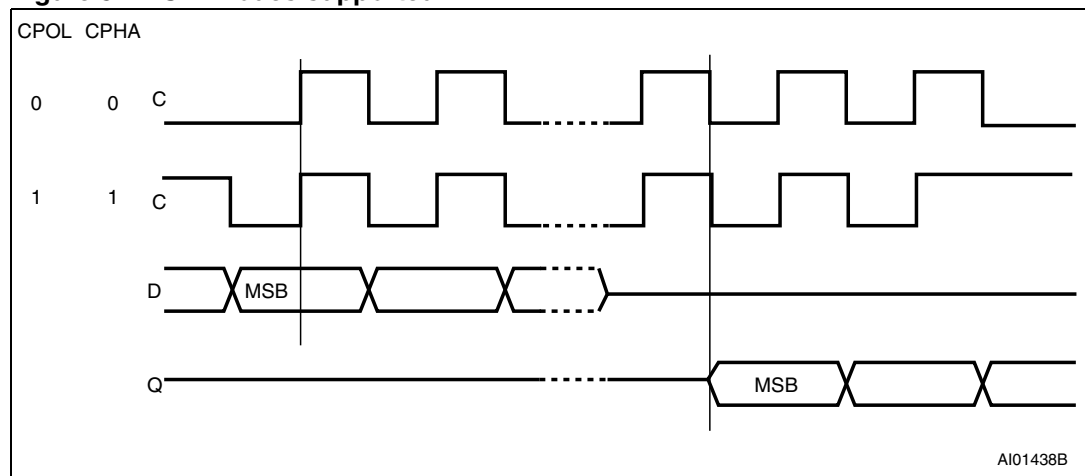 CPOL CPHA
0 0 C
1 1 C
D MSB
Q MSB
AI01438B